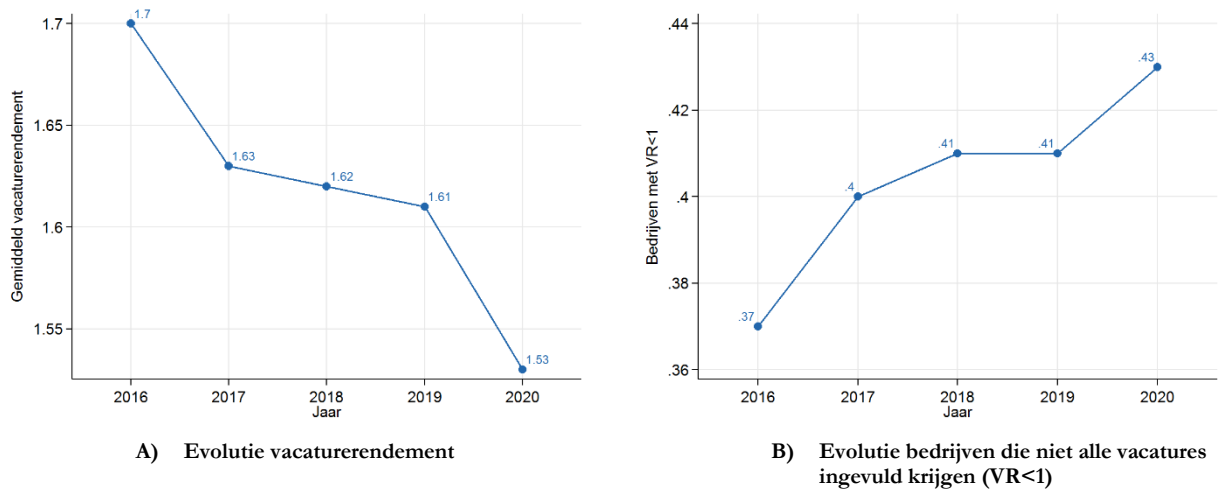 Gemiddeld vacaturerendement
1.7
1.65
1.6
1.55
1.7
1.63
1.62
1.61
1.53
2016 2017 2018 2019 2020
Jaar
A) Evolutie vacaturerendement
Bedrijven met VR<1
.44
.42
.4
.38
.36
.37
.4
.41
.41
.43
2016 2017 2018 2019 2020
Jaar
B) Evolutie bedrijven die niet alle vacatures
ingevuld krijgen (VR<1)